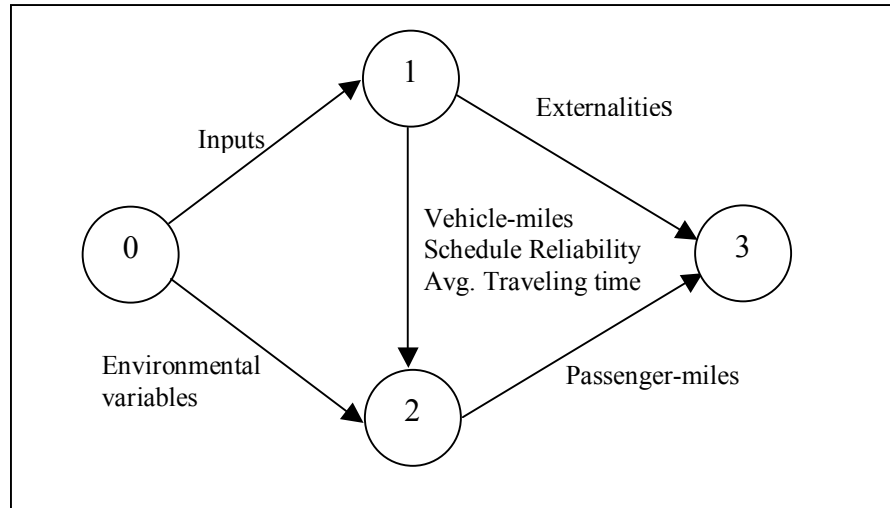 1
Externalities
Inputs
Vehicle-miles
Schedule Reliability
Avg. Traveling time
0
3
Environmental
variables
Passenger-miles
2